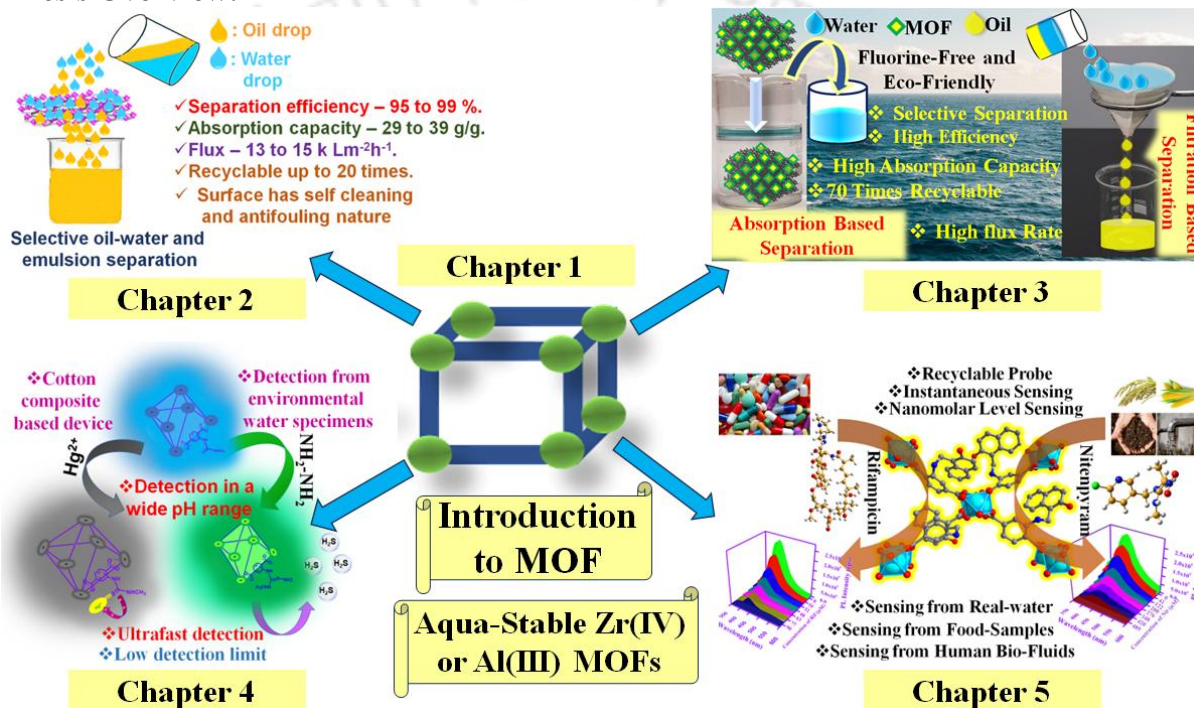 : Oil drop
: Water
drop
✓Separation efficiency – 95 to 99 %.
✓Absorption capacity – 29 to 39 g/g.
✓Flux – 13 to 15 k Lm⁻²h⁻¹.
✓Recyclable up to 20 times.
✓ Surface has self cleaning
and antifouling nature
Selective oil-water and
emulsion separation
Chapter 2
Chapter 1
Introduction
to MOF
Aqua-Stable Zr(IV)
or Al(III) MOFs
Water MOF Oil
Fluorine-Free and
Eco-Friendly
❖ Selective Separation
❖ High Efficiency
❖ High Absorption Capacity
❖70 Times Recyclable
❖ High flux Rate
Absorption Based
Separation
Filtration Based
Separation
Chapter 3
❖Cotton
composite
based device
❖Detection from
environmental
water specimens
Hg²⁺
NH₂-NH₂
❖Detection in a
wide pH range
H₂S
H₂S
H₂S
H₂S
❖Ultrafast detection
❖Low detection limit
Chapter 4
❖Recyclable Probe
❖Instantaneous Sensing
❖Nanomolar Level Sensing
Rifampicin
Nitenpyram
Wavelength (nm)
Wavelength (nm)
❖Sensing from Real-water
❖Sensing from Food-Samples
❖Sensing from Human Bio-Fluids
Chapter 5